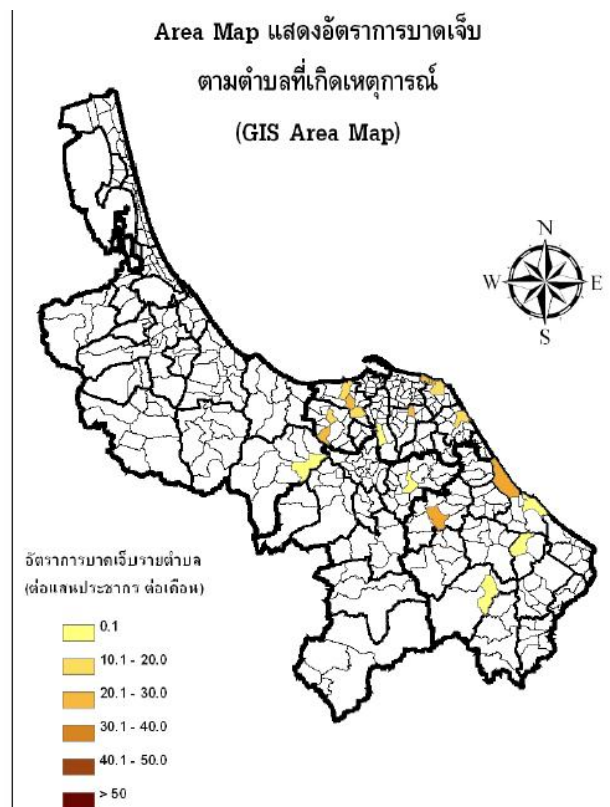 Area Map แสดงอัตราการบาดเจ็บ
ตามตำบลที่เกิดเหตุการณ์
(GIS Area Map)
N
W
E
S
อัตราการบาดเจ็บรายตำบล
(ต่อแสนประชากร ต่อเดือน)
0.1
10.1 - 20.0
20.1 - 30.0
30.1 - 40.0
40.1 - 50.0
> 50